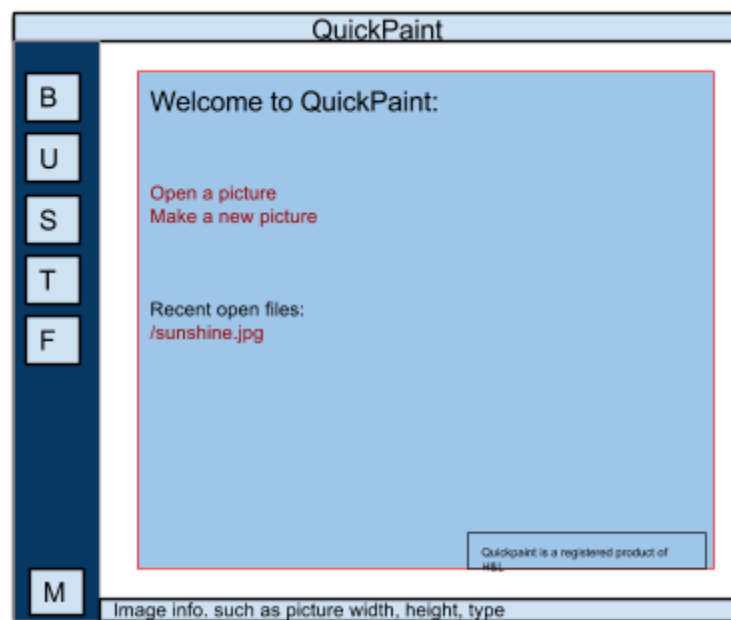 QuickPaint
B
U
S
T
F
M
Welcome to QuickPaint:
Open a picture
Make a new picture
Recent open files:
/sunshine.jpg
Quickpaint is a registered product of
H&L
Image info. such as picture width, height, type